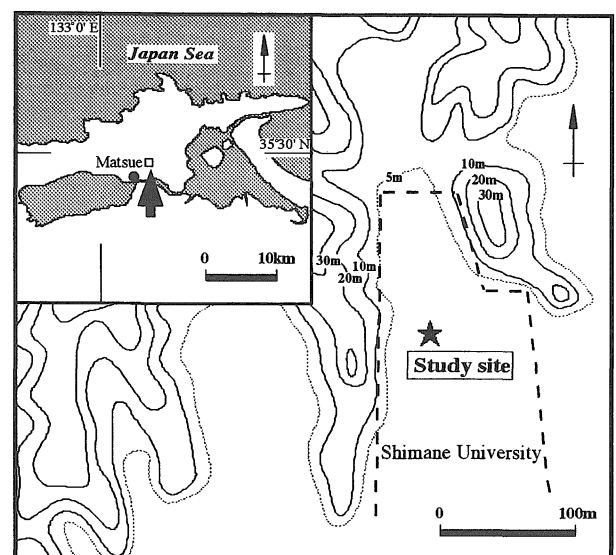 133°0' E
Japan Sea
35°30' N
Matsue
0 10km
5m
10m
20m
30m
30m
20m
10m
Study site
Shimane University
0 100m